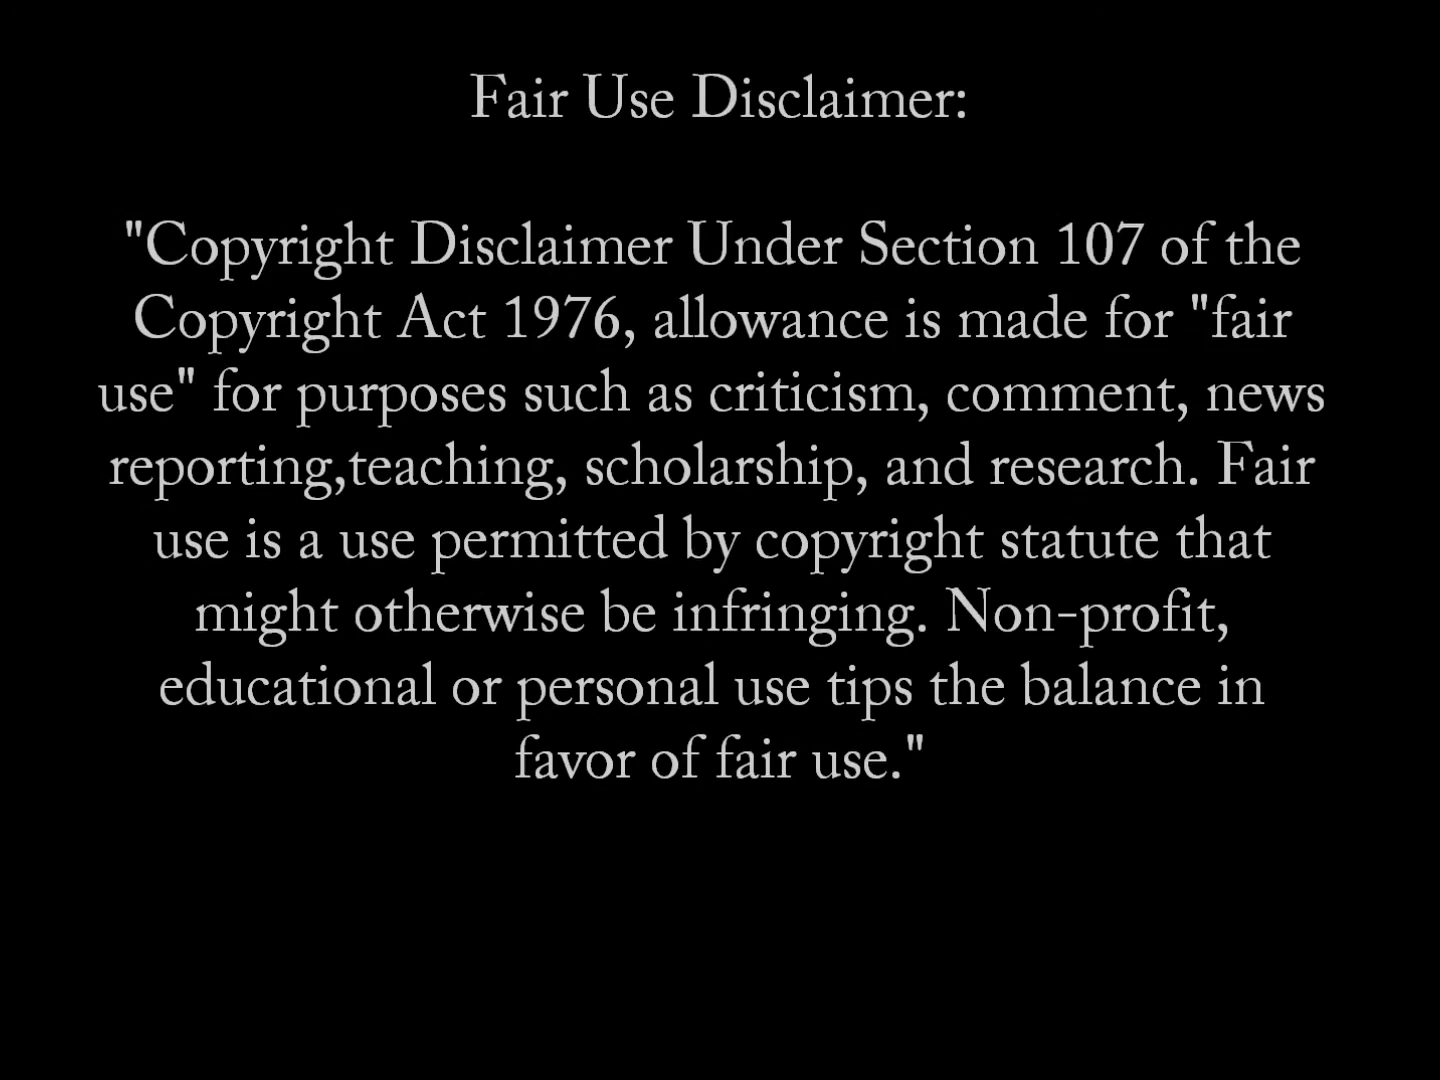 Fair Use Disclaimer:
"Copyright Disclaimer Under Section 107 of the
Copyright Act 1976, allowance is made for "fair
use" for purposes such as criticism, comment, news
reporting,teaching, scholarship, and research. Fair
use is a use permitted by copyright statute that
might otherwise be infringing. Non-profit,
educational or personal use tips the balance in
favor of fair use."